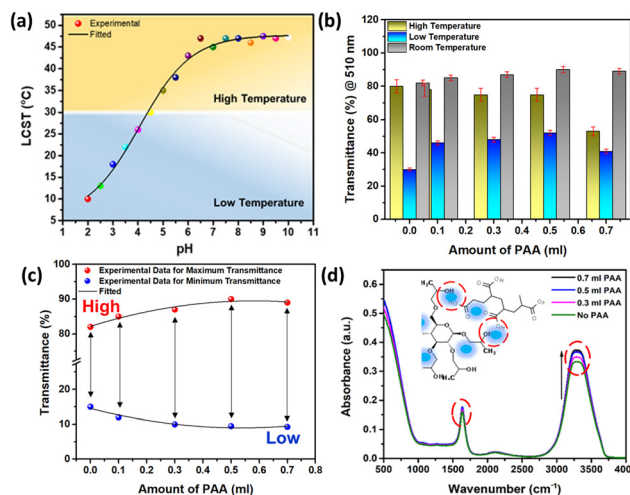 (a)
50
45
40
35
30
25
20
15
10
5
0
LCST (°C)
Experimental
Fitted
High Temperature
Low Temperature
1 2 3 4 5 6 7 8 9 10 11
pH
(b)
High Temperature
Low Temperature
Room Temperature
120
100
80
60
40
20
0
Transmittance (%) @ 510 nm
0.0 0.1 0.2 0.3 0.4 0.5 0.6 0.7
Amount of PAA (ml)
(c)
Experimental Data for Maximum Transmittance
Experimental Data for Minimum Transmittance
Fitted
High
Low
100
90
80
20
10
0
Transmittance (%)
0.0 0.1 0.2 0.3 0.4 0.5 0.6 0.7 0.8
Amount of PAA (ml)
(d)
0.7 ml PAA
0.5 ml PAA
0.3 ml PAA
No PAA
0.6
0.5
0.4
0.3
0.2
0.1
0.0
Absorbance (a.u.)
500 1000 1500 2000 2500 3000 3500 400
Wavenumber (cm⁻¹)